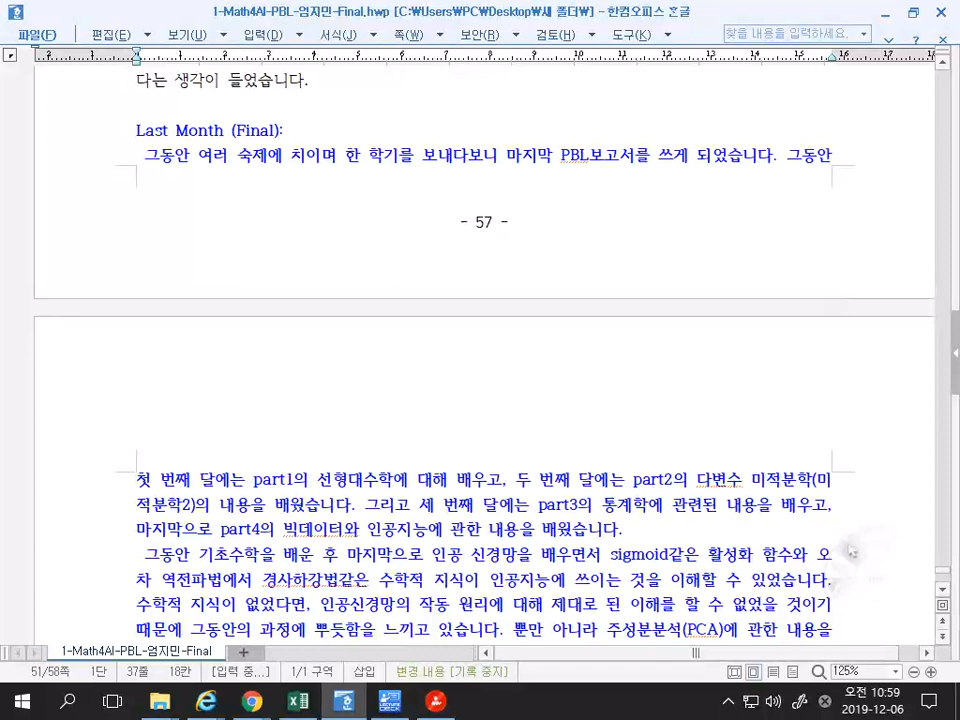 1-Math4AI-PBL-엄지민-Final.hwp [C:₩Users₩PC₩Desktop₩새 폴더₩] - 한컴오피스 한글
파일(F) 편집(E) 보기(U) 입력(D) 서식(J) 쪽(W) 보안(R) 검토(H) 도구(K) 찾을 내용을 입력하세요.
2 1 1 2 3 4 5 6 7 8 9 10 11 12 13 14 15 16 17 18
다는 생각이 들었습니다.
Last Month (Final):
그동안 여러 숙제에 치이며 한 학기를 보내다보니 마지막 PBL보고서를 쓰게 되었습니다. 그동안
- 57 -
첫 번째 달에는 part1의 선형대수학에 대해 배우고, 두 번째 달에는 part2의 다변수 미적분학(미
적분학2)의 내용을 배웠습니다. 그리고 세 번째 달에는 part3의 통계학에 관련된 내용을 배우고,
마지막으로 part4의 빅데이터와 인공지능에 관한 내용을 배웠습니다.
그동안 기초수학을 배운 후 마지막으로 인공 신경망을 배우면서 sigmoid같은 활성화 함수와 오
차 역전파법에서 경사하강법같은 수학적 지식이 인공지능에 쓰이는 것을 이해할 수 있었습니다.
수학적 지식이 없었다면, 인공신경망의 작동 원리에 대해 제대로 된 이해를 할 수 없었을 것이기
때문에 그동안의 과정에 뿌듯함을 느끼고 있습니다. 뿐만 아니라 주성분분석(PCA)에 관한 내용을
1-Math4AI-PBL-엄지민-Final
51/58쪽 1단 37줄 18칸 [입력 중...] 1/1 구역 삽입 변경 내용 [기록 중지] 125%
오전 10:59
2019-12-06